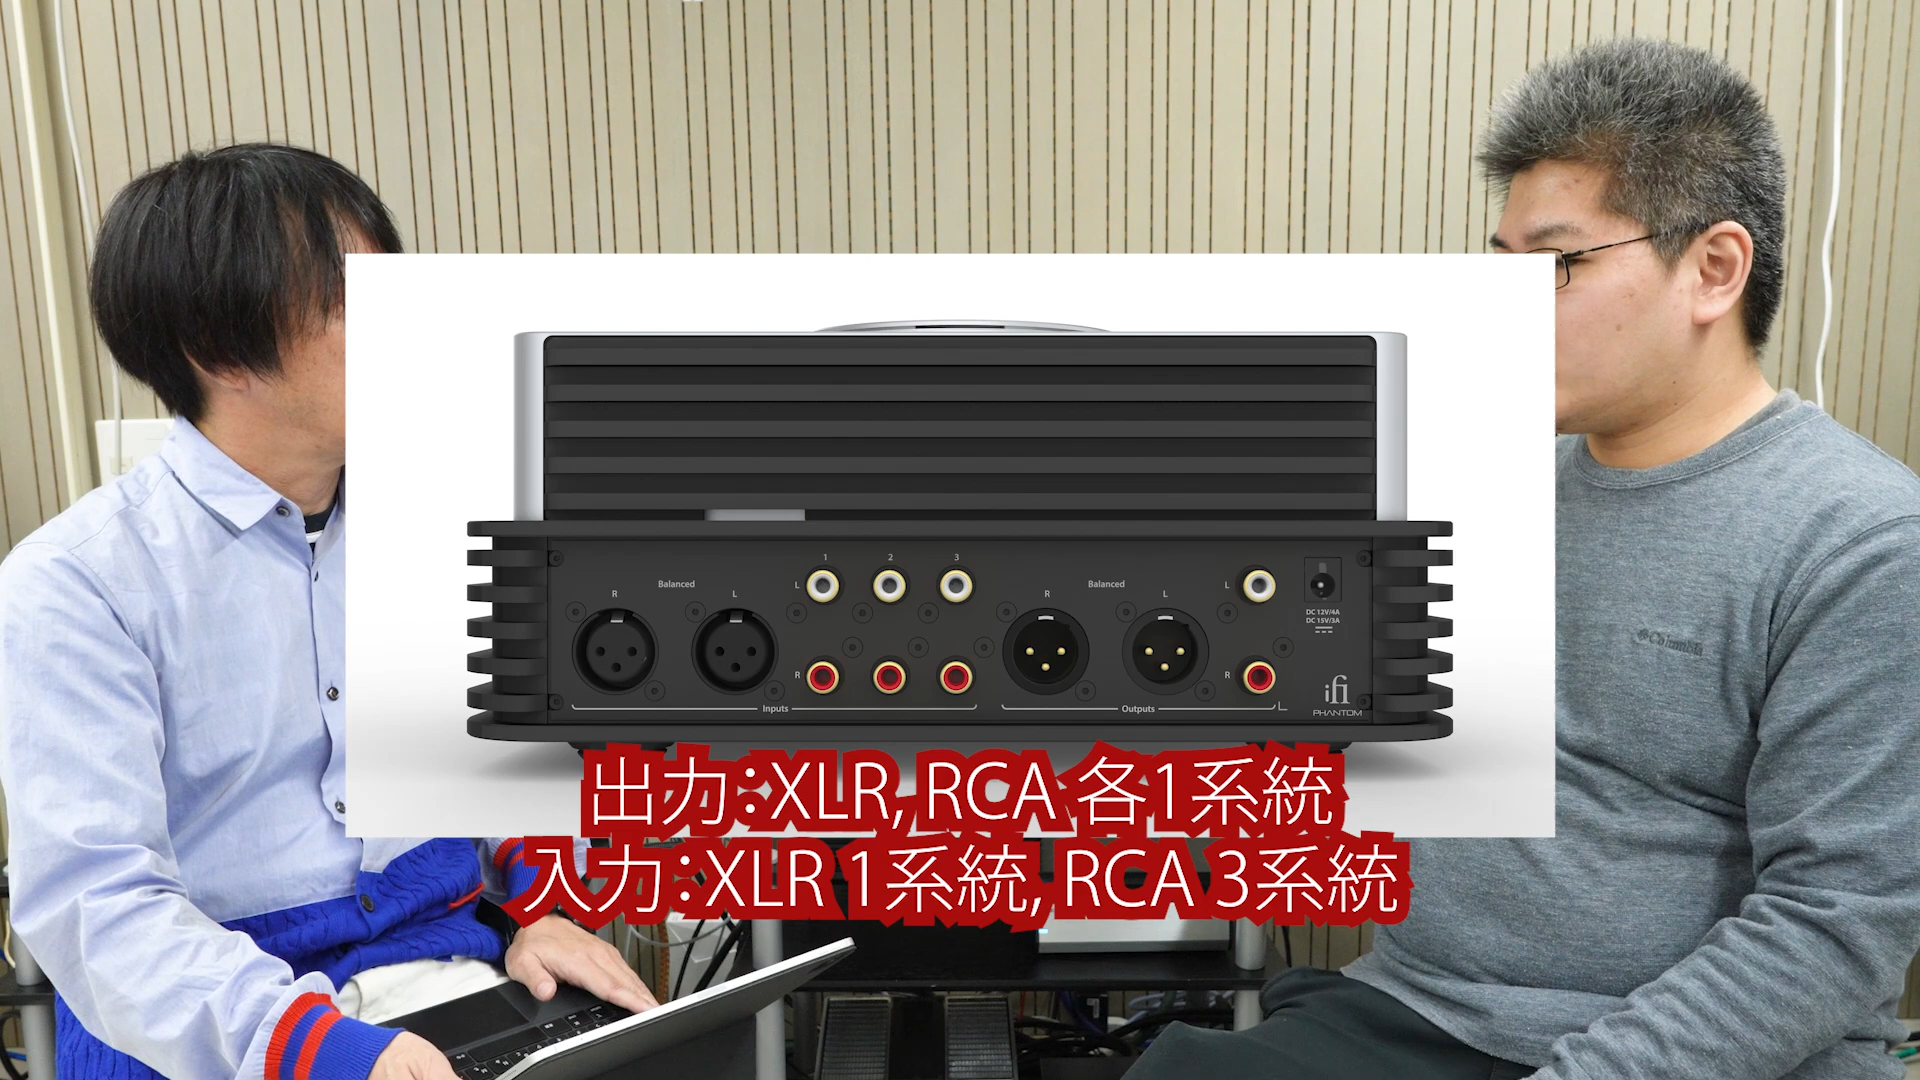 1 2 3
Balanced
R L
L
R
Inputs
Balanced
R L
L
R
Outputs
DC 12V/4A
DC 15V/3A
ifi
PHANTOM
Columbia
出力:XLR, RCA 各1系統
入力:XLR 1系統, RCA 3系統